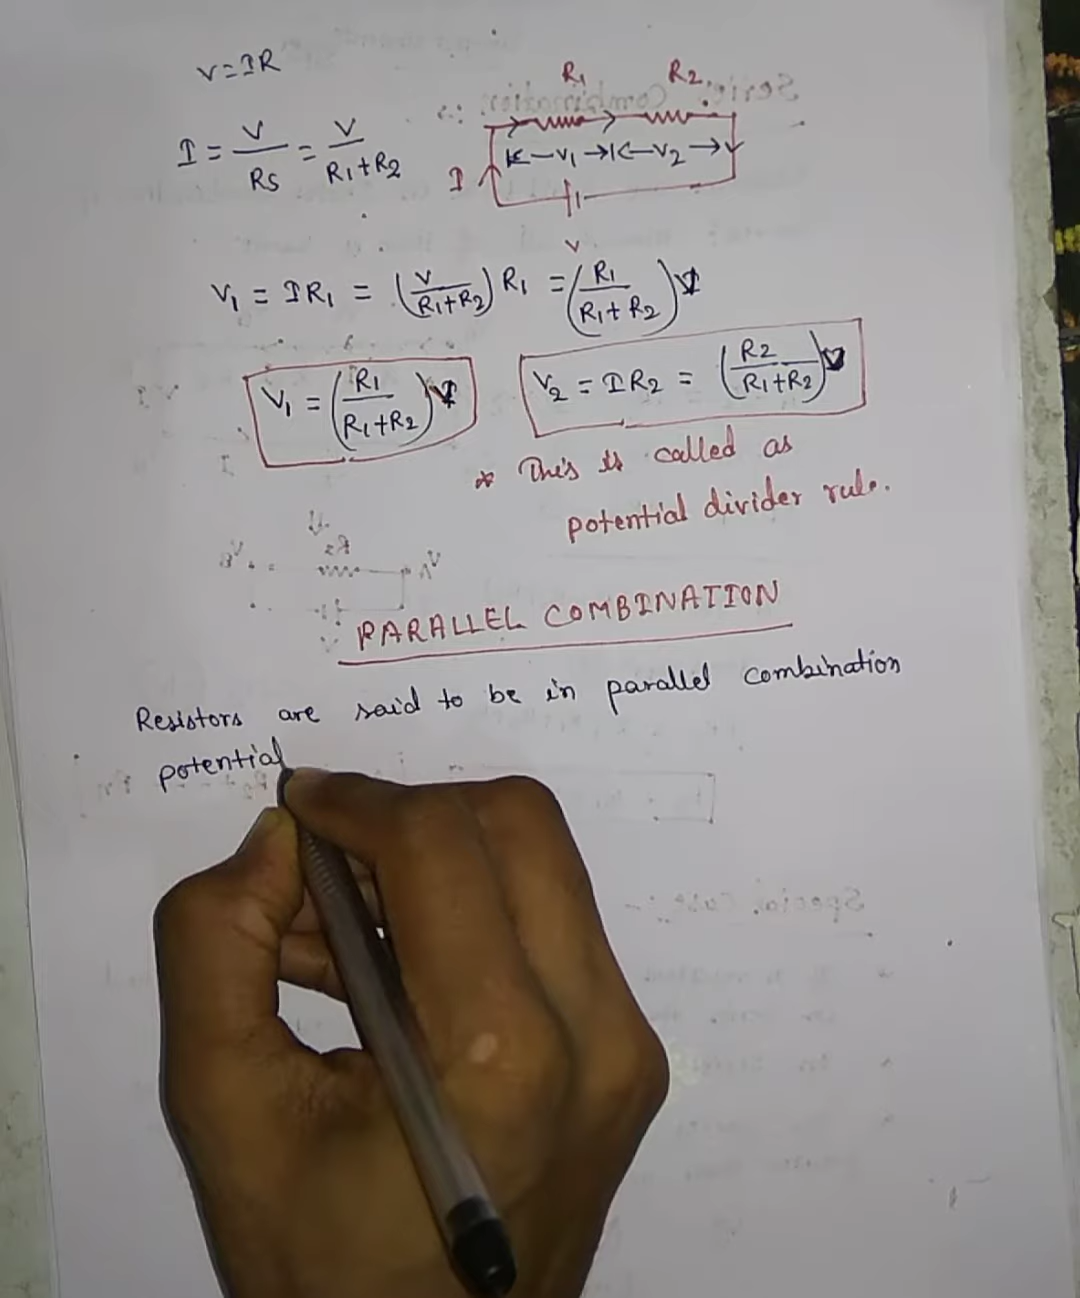 V=IR
R1 R2
I = V/RS = V/R1+R2
V1 V2
I
V
V1 = IR1 = (V/R1+R2) R1 = (R1/R1+R2)V
V1 = (R1/R1+R2)V
V2 = IR2 = (R2/R1+R2)V
* This is called as
potential divider rule.
PARALLEL COMBINATION
Resistors are said to be in parallel combination
potential